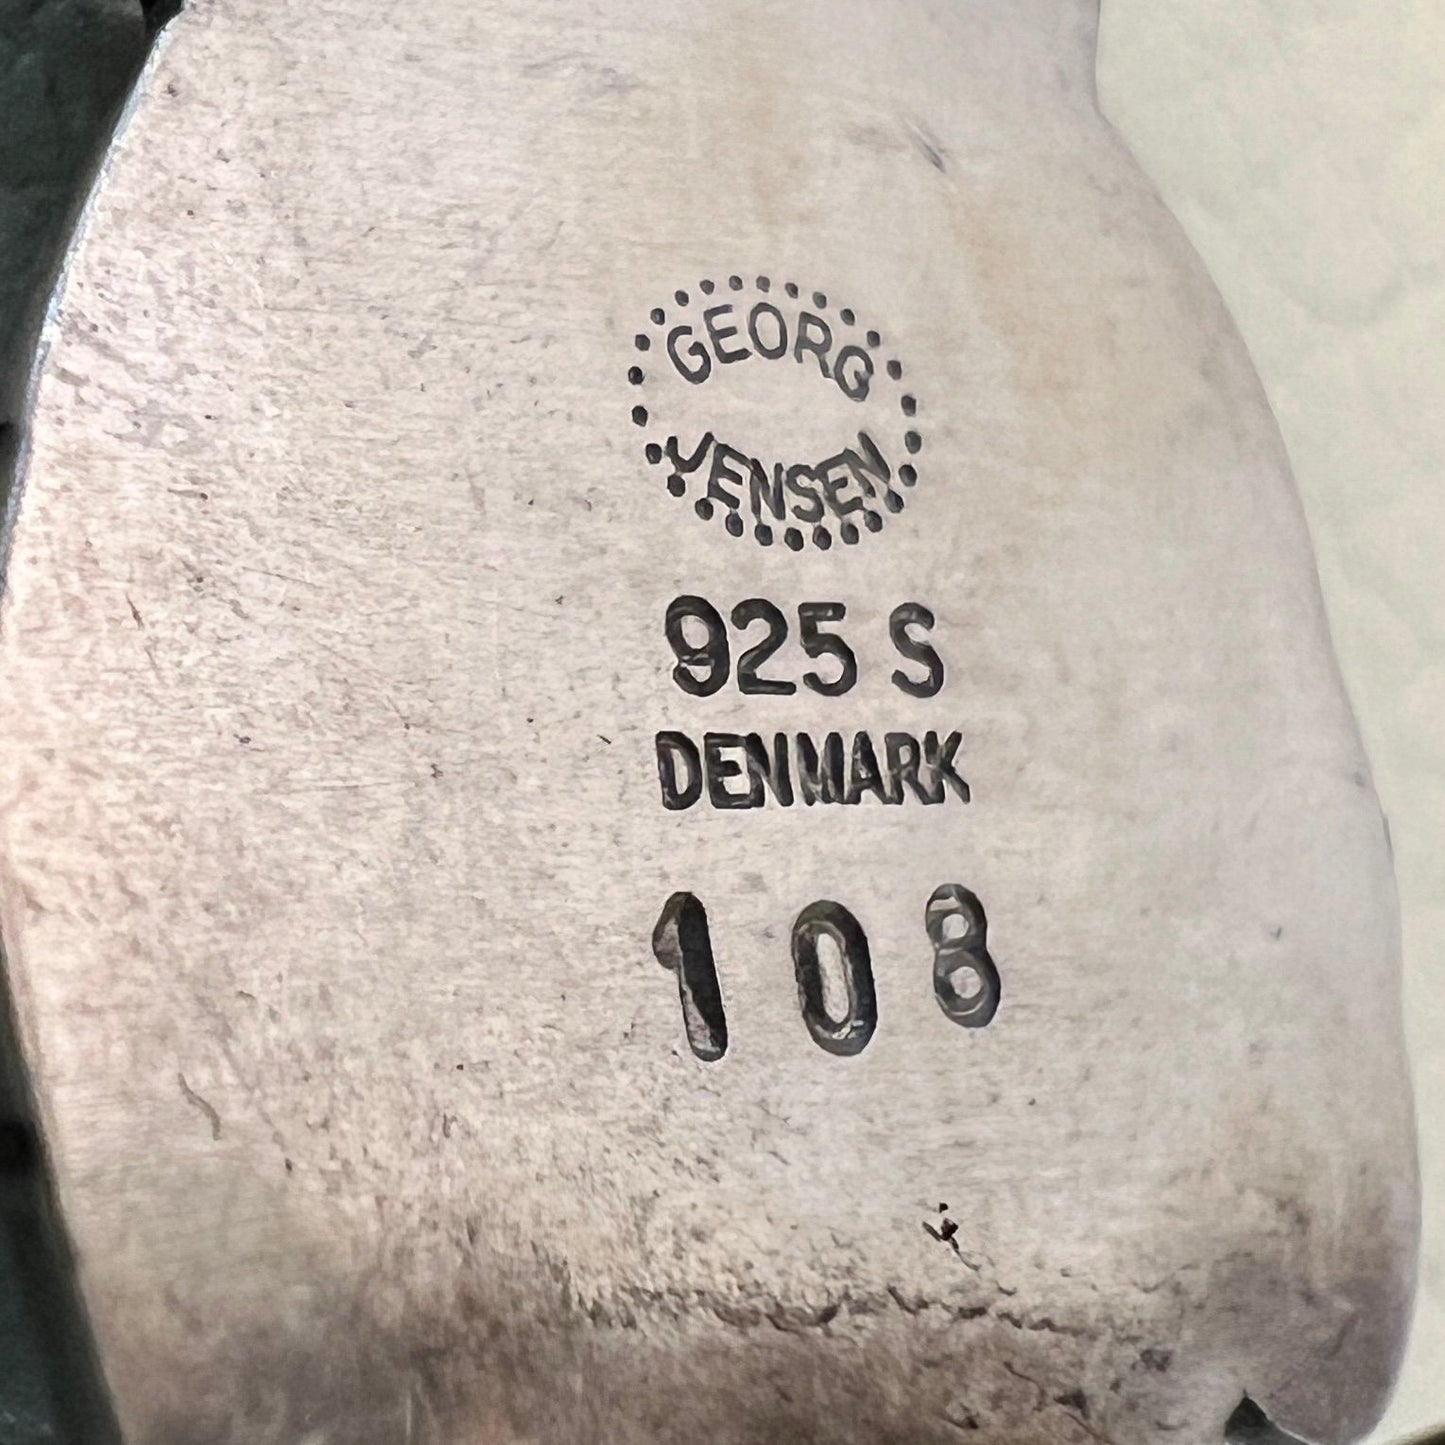 GEORG
JENSEN
925 S
DENMARK
108